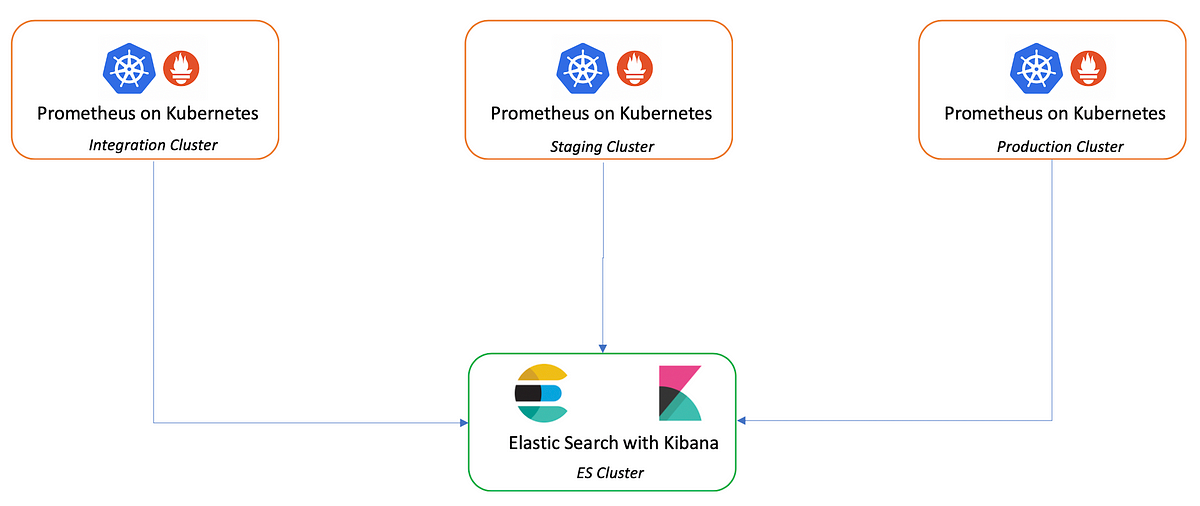 Prometheus on Kubernetes
Integration Cluster
Prometheus on Kubernetes
Staging Cluster
Prometheus on Kubernetes
Production Cluster
Elastic Search with Kibana
ES Cluster